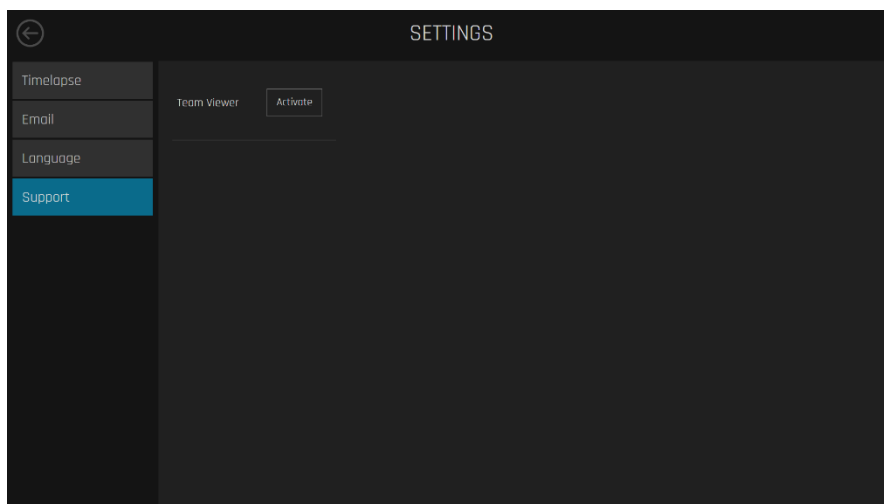 SETTINGS
Timelapse
Email
Language
Support
Team Viewer
Activate